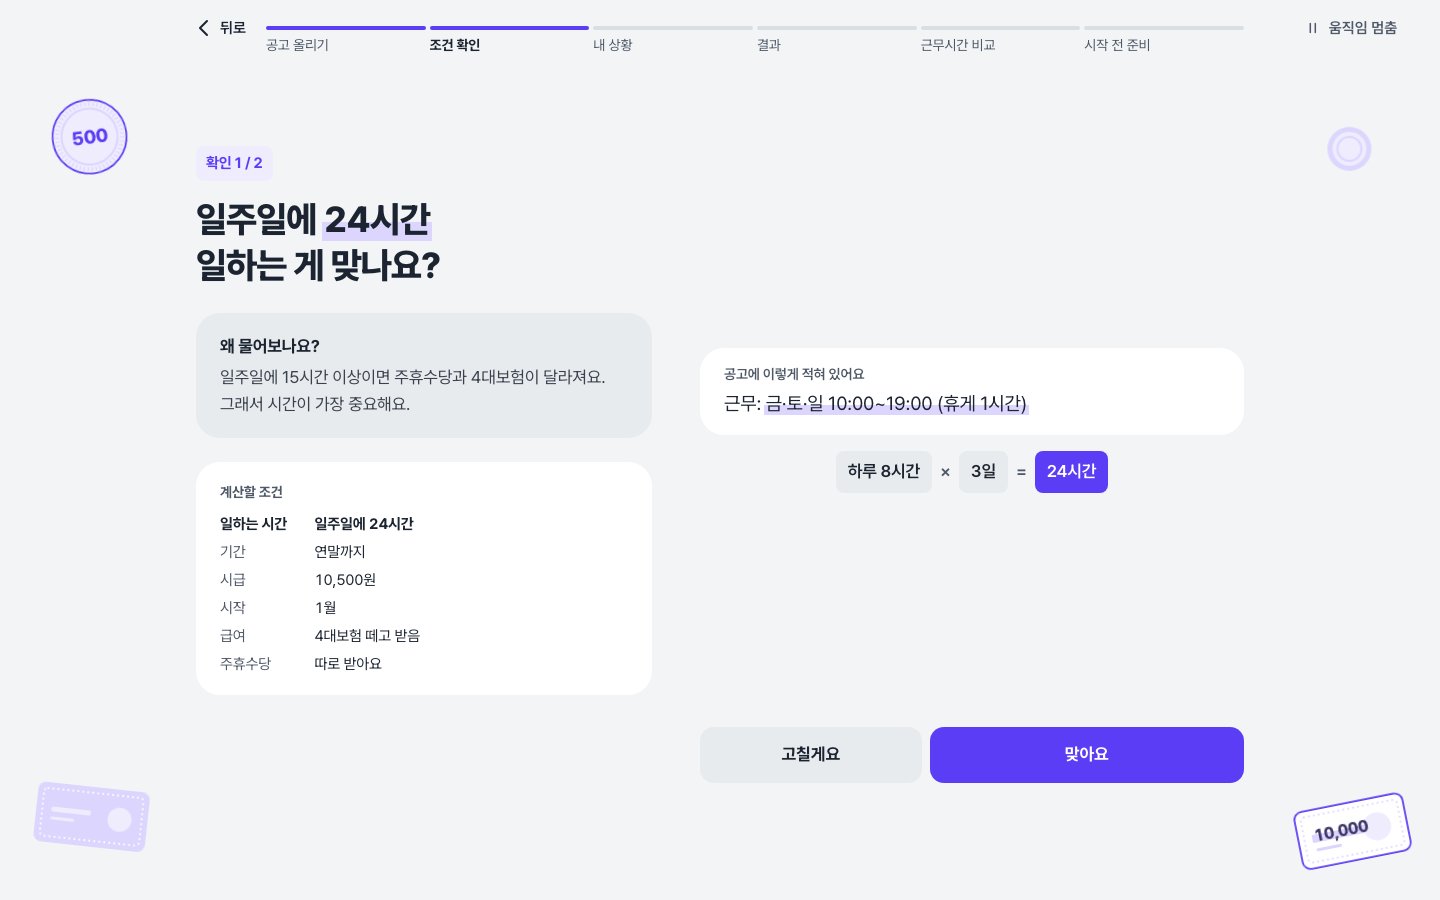 뒤로
공고 올리기
조건 확인
내 상황
결과
근무시간 비교
시작 전 준비
움직임 멈춤
500
확인 1 / 2
일주일에 24시간
일하는 게 맞나요?
왜 물어보나요?
일주일에 15시간 이상이면 주휴수당과 4대보험이 달라져요.
그래서 시간이 가장 중요해요.
계산할 조건
일하는 시간 일주일에 24시간
기간 연말까지
시급 10,500원
시작 1월
급여 4대보험 떼고 받음
주휴수당 따로 받아요
공고에 이렇게 적혀 있어요
근무: 금·토·일 10:00~19:00 (휴게 1시간)
하루 8시간 × 3일 = 24시간
고칠게요
맞아요
10,000